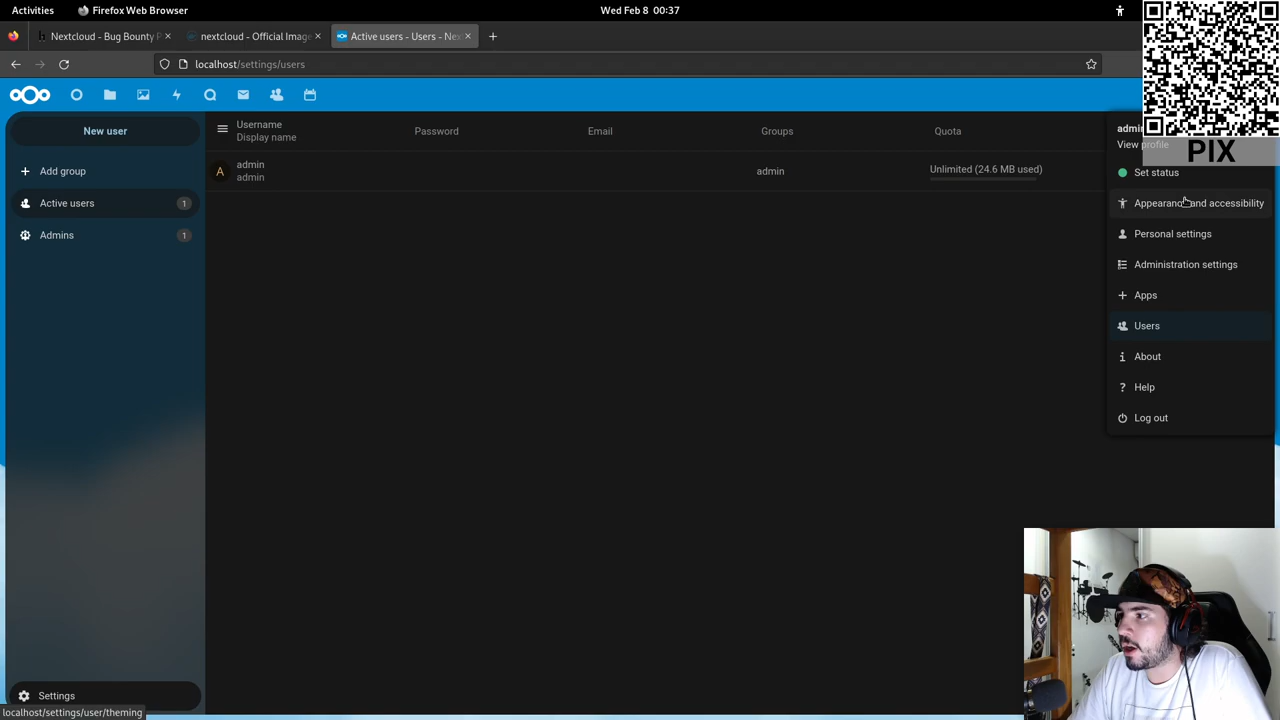 Activities
Firefox Web Browser
Wed Feb 8 00:37
Nextcloud - Bug Bounty P
nextcloud - Official Image
Active users - Users - Nex
localhost/settings/users
New user
Add group
Active users
1
Admins
1
Username
Display name
Password
Email
Groups
Quota
A
admin
admin
admin
Unlimited (24.6 MB used)
PIX
admin
View profile
Set status
Appearance and accessibility
Personal settings
Administration settings
Apps
Users
About
Help
Log out
Settings
localhost/settings/user/theming